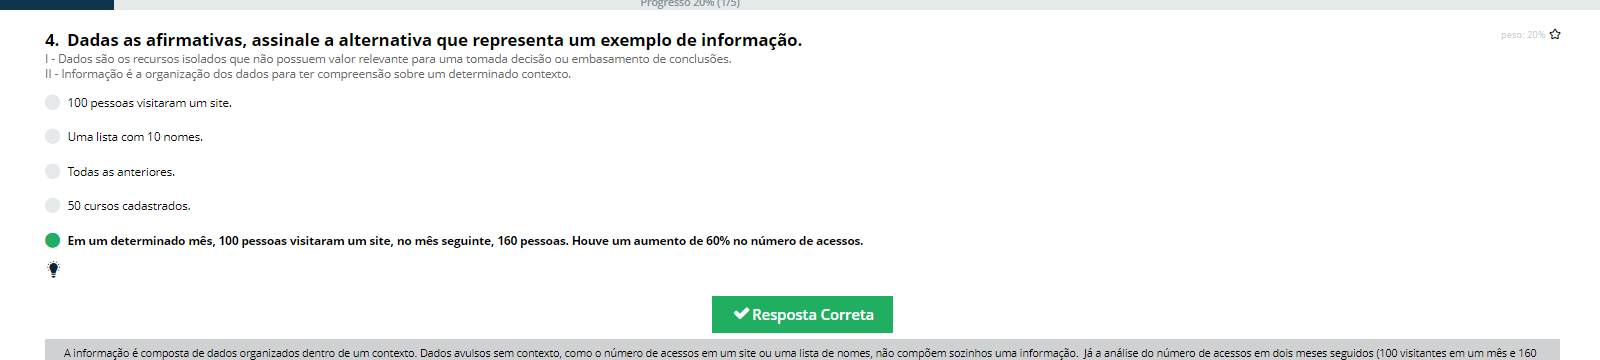 Progresso 20% (1/5)
4. Dadas as afirmativas, assinale a alternativa que representa um exemplo de informação.
peso: 20%
I - Dados são os recursos isolados que não possuem valor relevante para uma tomada decisão ou embasamento de conclusões.
II - Informação é a organização dos dados para ter compreensão sobre um determinado contexto.
100 pessoas visitaram um site.
Uma lista com 10 nomes.
Todas as anteriores.
50 cursos cadastrados.
Em um determinado mês, 100 pessoas visitaram um site, no mês seguinte, 160 pessoas. Houve um aumento de 60% no número de acessos.
Resposta Correta
A informação é composta de dados organizados dentro de um contexto. Dados avulsos sem contexto, como o número de acessos em um site ou uma lista de nomes, não compõem sozinhos uma informação. Já a análise do número de acessos em dois meses seguidos (100 visitantes em um mês e 160